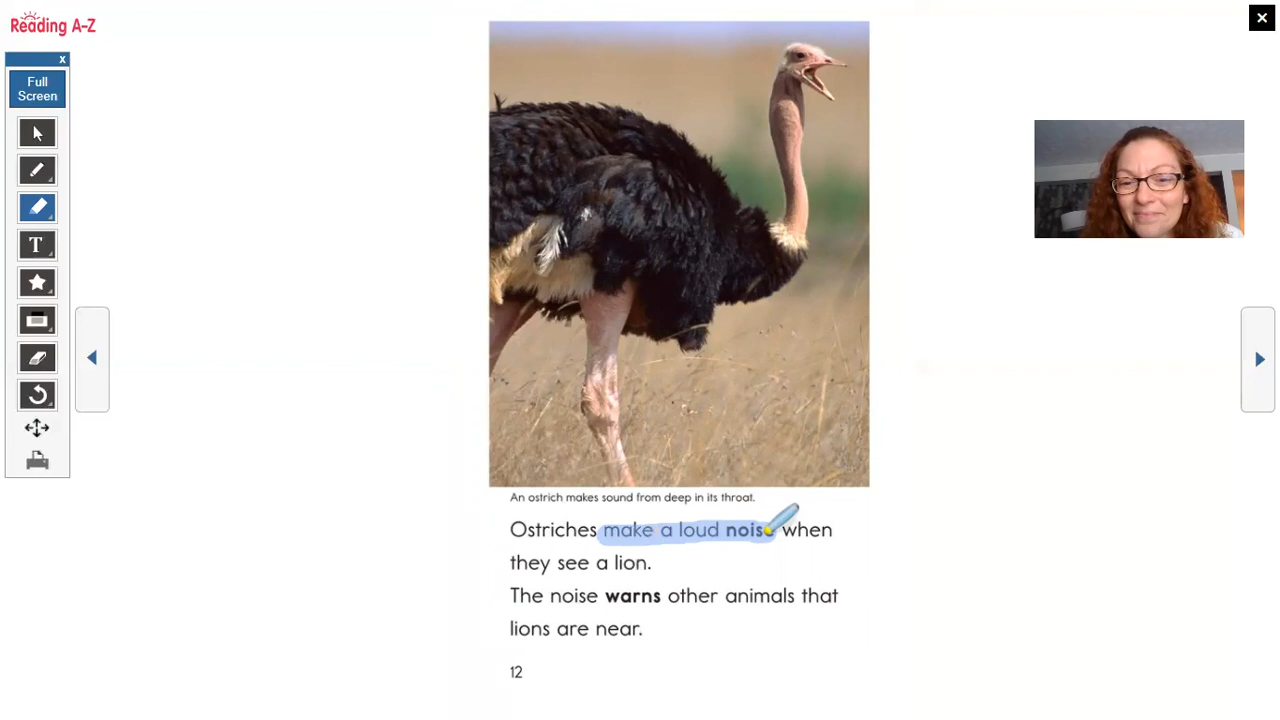 Reading A-Z
x
Full
Screen
T
An ostrich makes sound from deep in its throat.
Ostriches make a loud noise when
they see a lion.
The noise warns other animals that
lions are near.
12